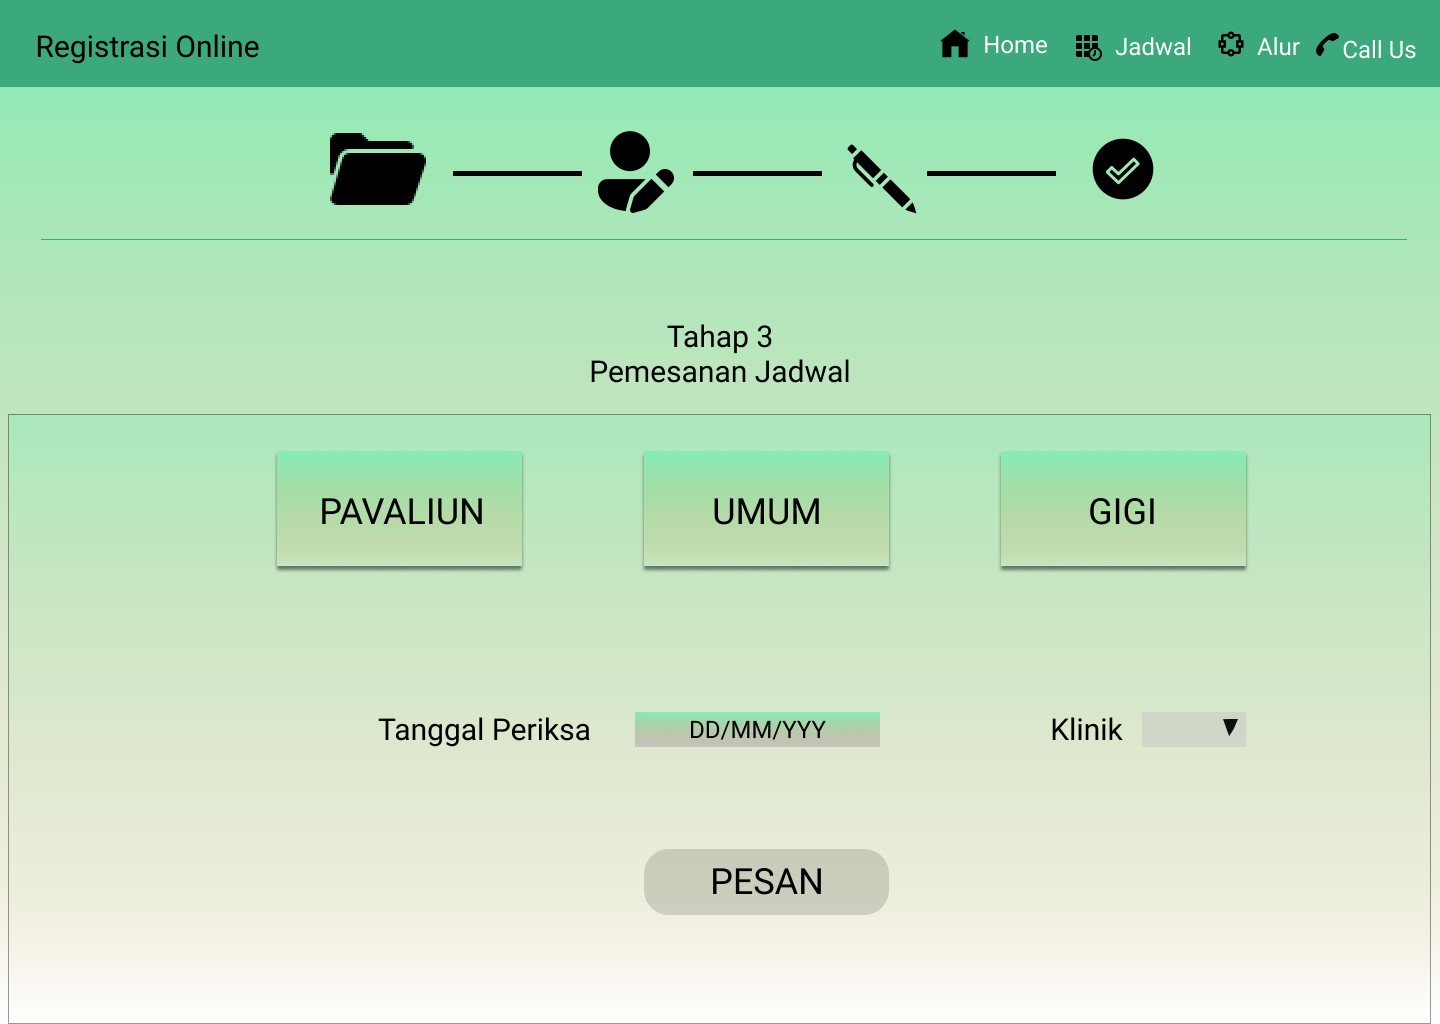 Registrasi Online
Home
Jadwal
Alur
Call Us
Tahap 3
Pemesanan Jadwal
PAVALIUN
UMUM
GIGI
Tanggal Periksa
DD/MM/YYY
Klinik
PESAN